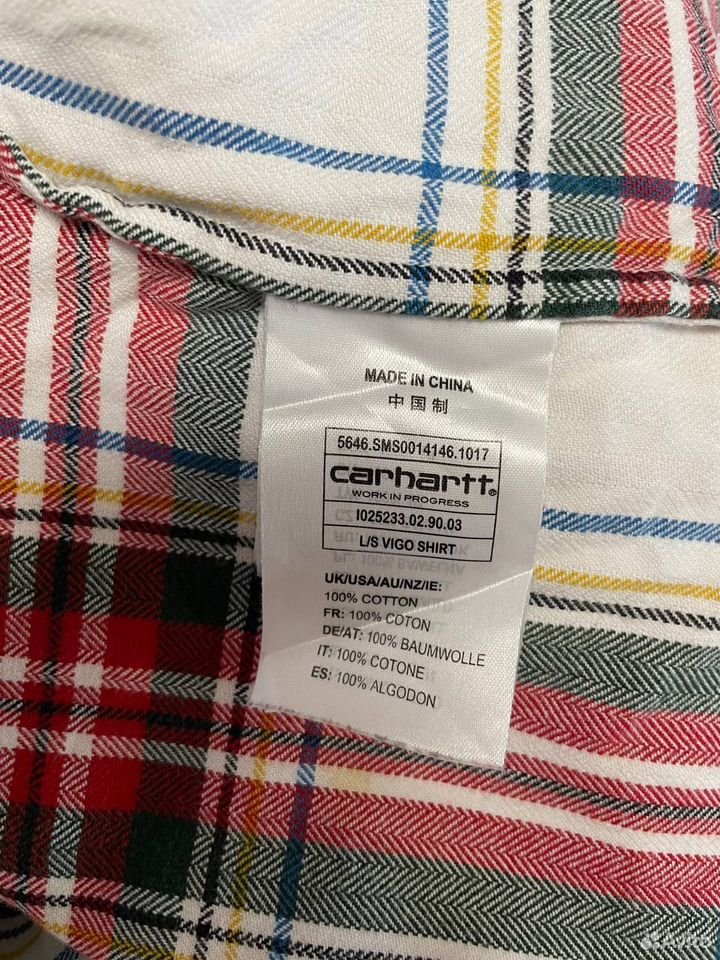 MADE IN CHINA
中国制
5646.SMS0014146.1017
carhartt®
WORK IN PROGRESS
I025233.02.90.03
L/S VIGO SHIRT
UK/USA/AU/NZ/IE:
100% COTTON
FR: 100% COTON
DE/AT: 100% BAUMWOLLE
IT: 100% COTONE
ES: 100% ALGODON
Avito